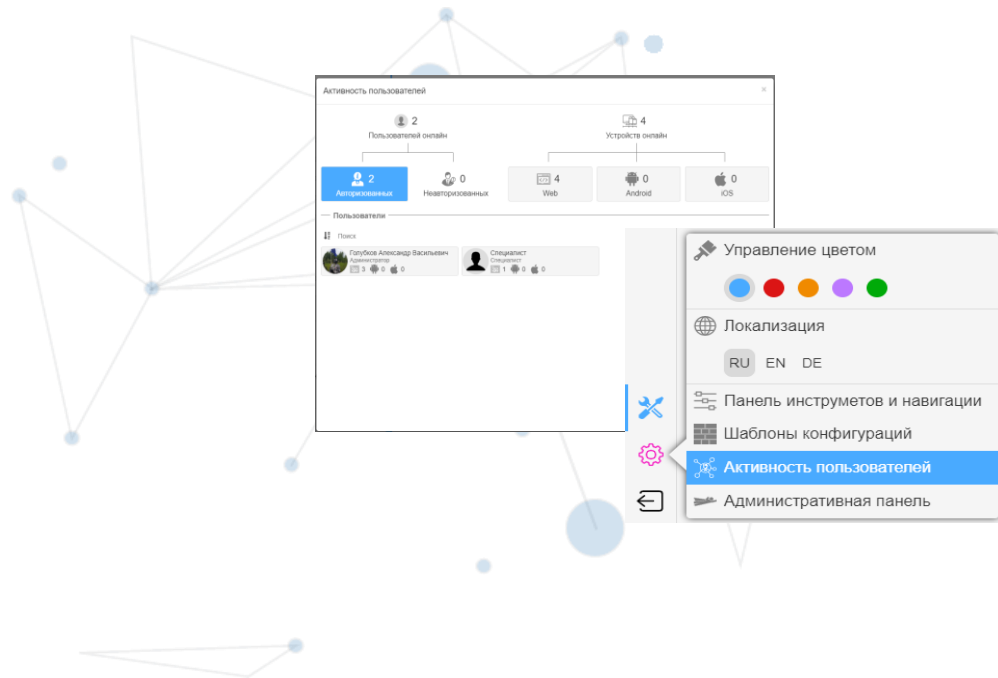 Активность пользователей ×
2
Пользователей онлайн
4
Устройств онлайн
2
Авторизованных
0
Неавторизованных
4
Web
0
Android
0
iOS
Пользователи
Поиск
Голубков Александр Васильевич
Администратор
3 0 0
Специалист
Специалист
1 0 0
Управление цветом
Локализация
RU EN DE
Панель инструметов и навигации
Шаблоны конфигураций
Активность пользователей
Административная панель